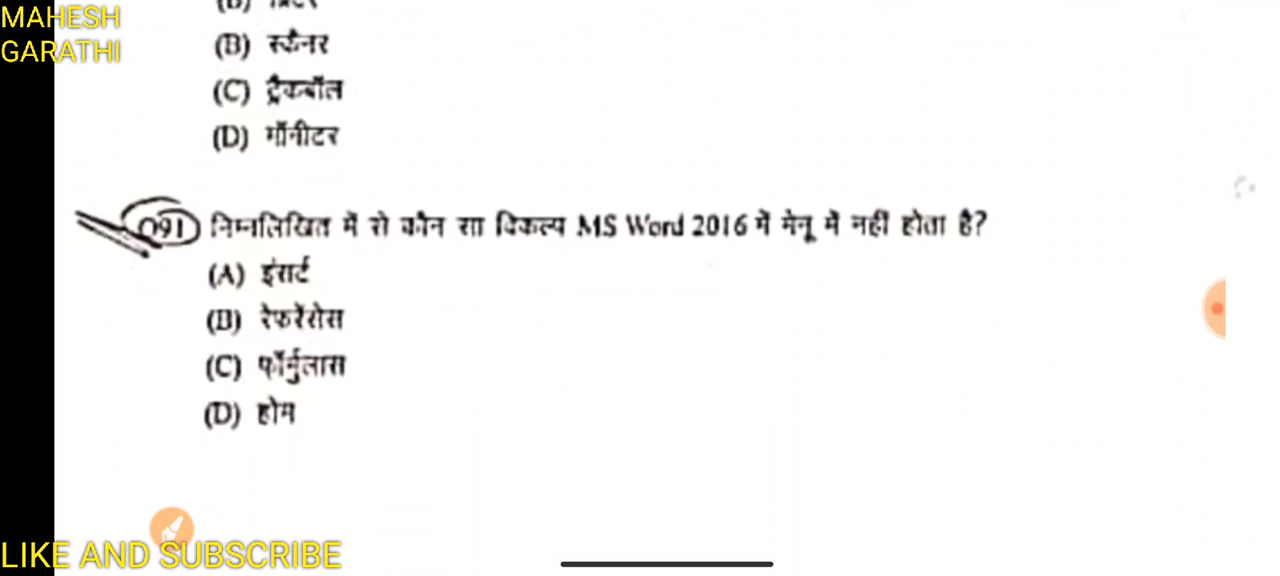 MAHESH
GARATHI
(B) स्कैनर
(C) ट्रैकबॉल
(D) मॉनीटर
Q91 निम्नलिखित में से कौन सा विकल्प MS Word 2016 में मेनू में नहीं होता है?
(A) इंसर्ट
(B) रेफरेंसेस
(C) फॉर्मुलास
(D) होम
LIKE AND SUBSCRIBE